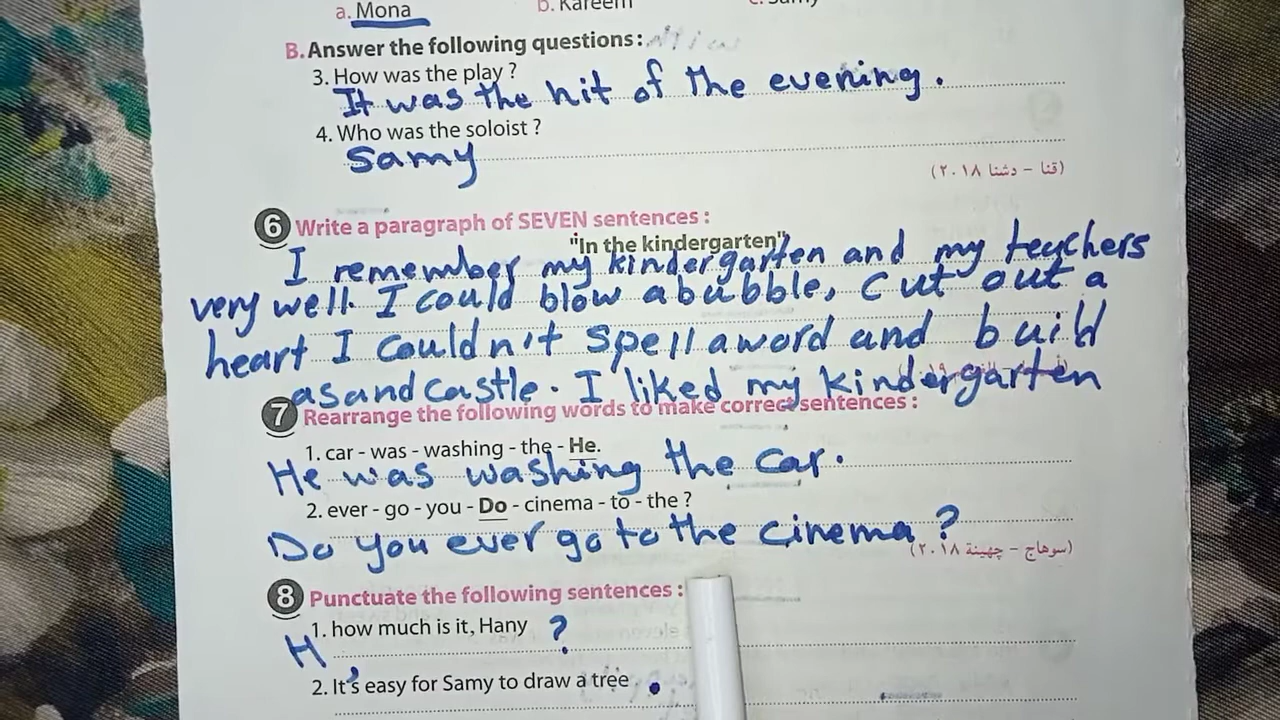 a. Mona b. Kareem c. Samy
B. Answer the following questions:
3. How was the play ?
It was the hit of the evening.
4. Who was the soloist ?
Samy
(قنا - دشنا ٢٠١٨)
6 Write a paragraph of SEVEN sentences :
"In the kindergarten"
I remember my kindergarten and my teachers
very well. I could blow a bubble, cut out a
heart I couldn't spell a word and build
a sand castle. I liked my kindergarten
7 Rearrange the following words to make correct sentences :
1. car - was - washing - the - He.
He was washing the car.
2. ever - go - you - Do - cinema - to - the ?
Do you ever go to the cinema ?
(سوهاج - جهينة ٢٠١٨)
8 Punctuate the following sentences :
1. how much is it, Hany ?
H
2. It's easy for Samy to draw a tree .